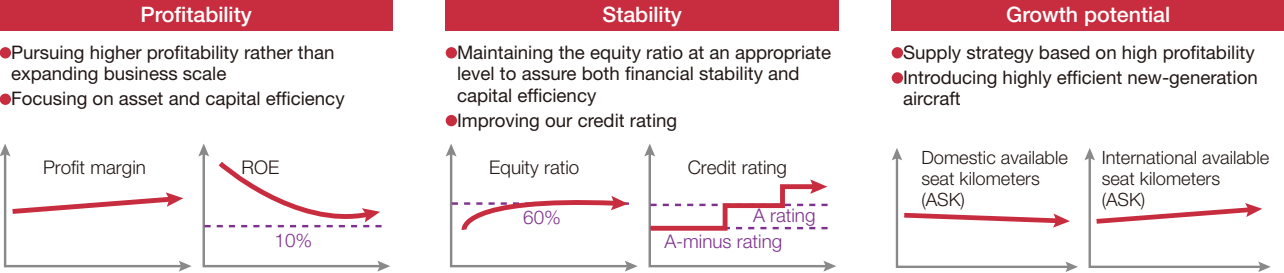 Profitability
●Pursuing higher profitability rather than
expanding business scale
●Focusing on asset and capital efficiency
Profit margin
ROE
10%
Stability
●Maintaining the equity ratio at an appropriate
level to assure both financial stability and
capital efficiency
●Improving our credit rating
Equity ratio
60%
Credit rating
A rating
A-minus rating
Growth potential
●Supply strategy based on high profitability
●Introducing highly efficient new-generation
aircraft
Domestic available
seat kilometers
(ASK)
International available
seat kilometers
(ASK)